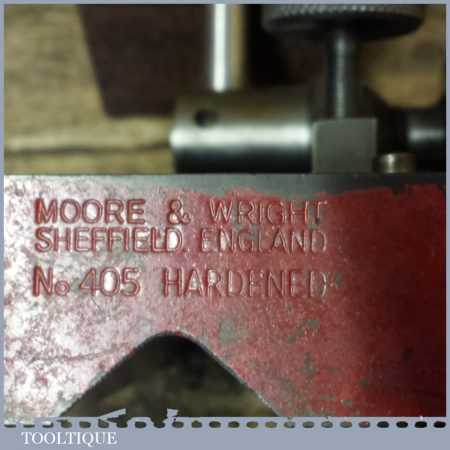 MOORE & WRIGHT
SHEFFIELD. ENGLAND
No 405 HARDENED
TOOLTIQUE